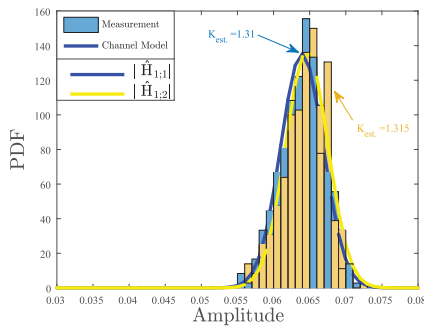 Measurement
Channel Model
| Ĥ1;1|
| Ĥ1;2|
Kest. =1.31
Kest. =1.315
PDF
160
140
120
100
80
60
40
20
0
0.03 0.035 0.04 0.045 0.05 0.055 0.06 0.065 0.07 0.075 0.08
Amplitude